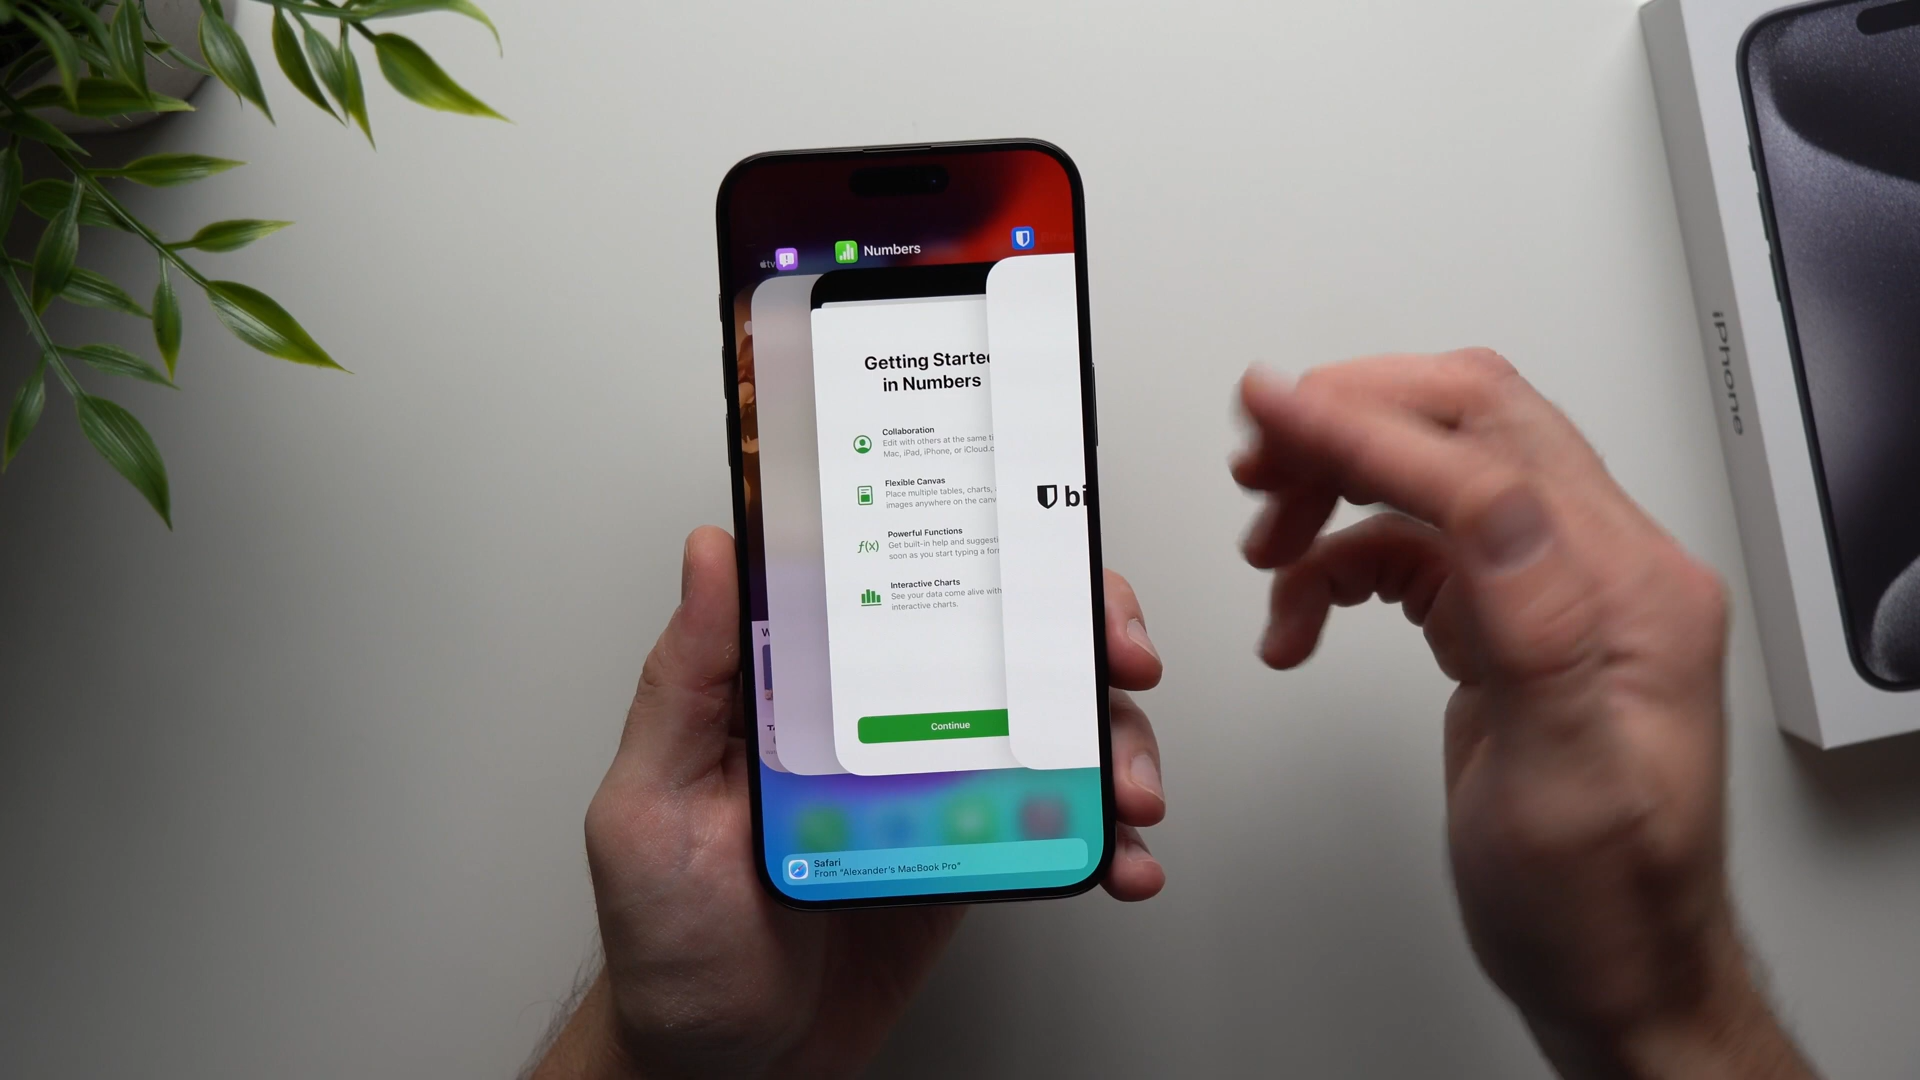 tv
Numbers
Getting Started
in Numbers
Collaboration
Edit with others at the same ti
Mac, iPad, iPhone, or iCloud.c
Flexible Canvas
Place multiple tables, charts,
images anywhere on the canv
Powerful Functions
Get built-in help and suggesti
soon as you start typing a for
Interactive Charts
See your data come alive with
interactive charts.
Continue
bi
W
Safari
From “Alexander’s MacBook Pro”
iPhone